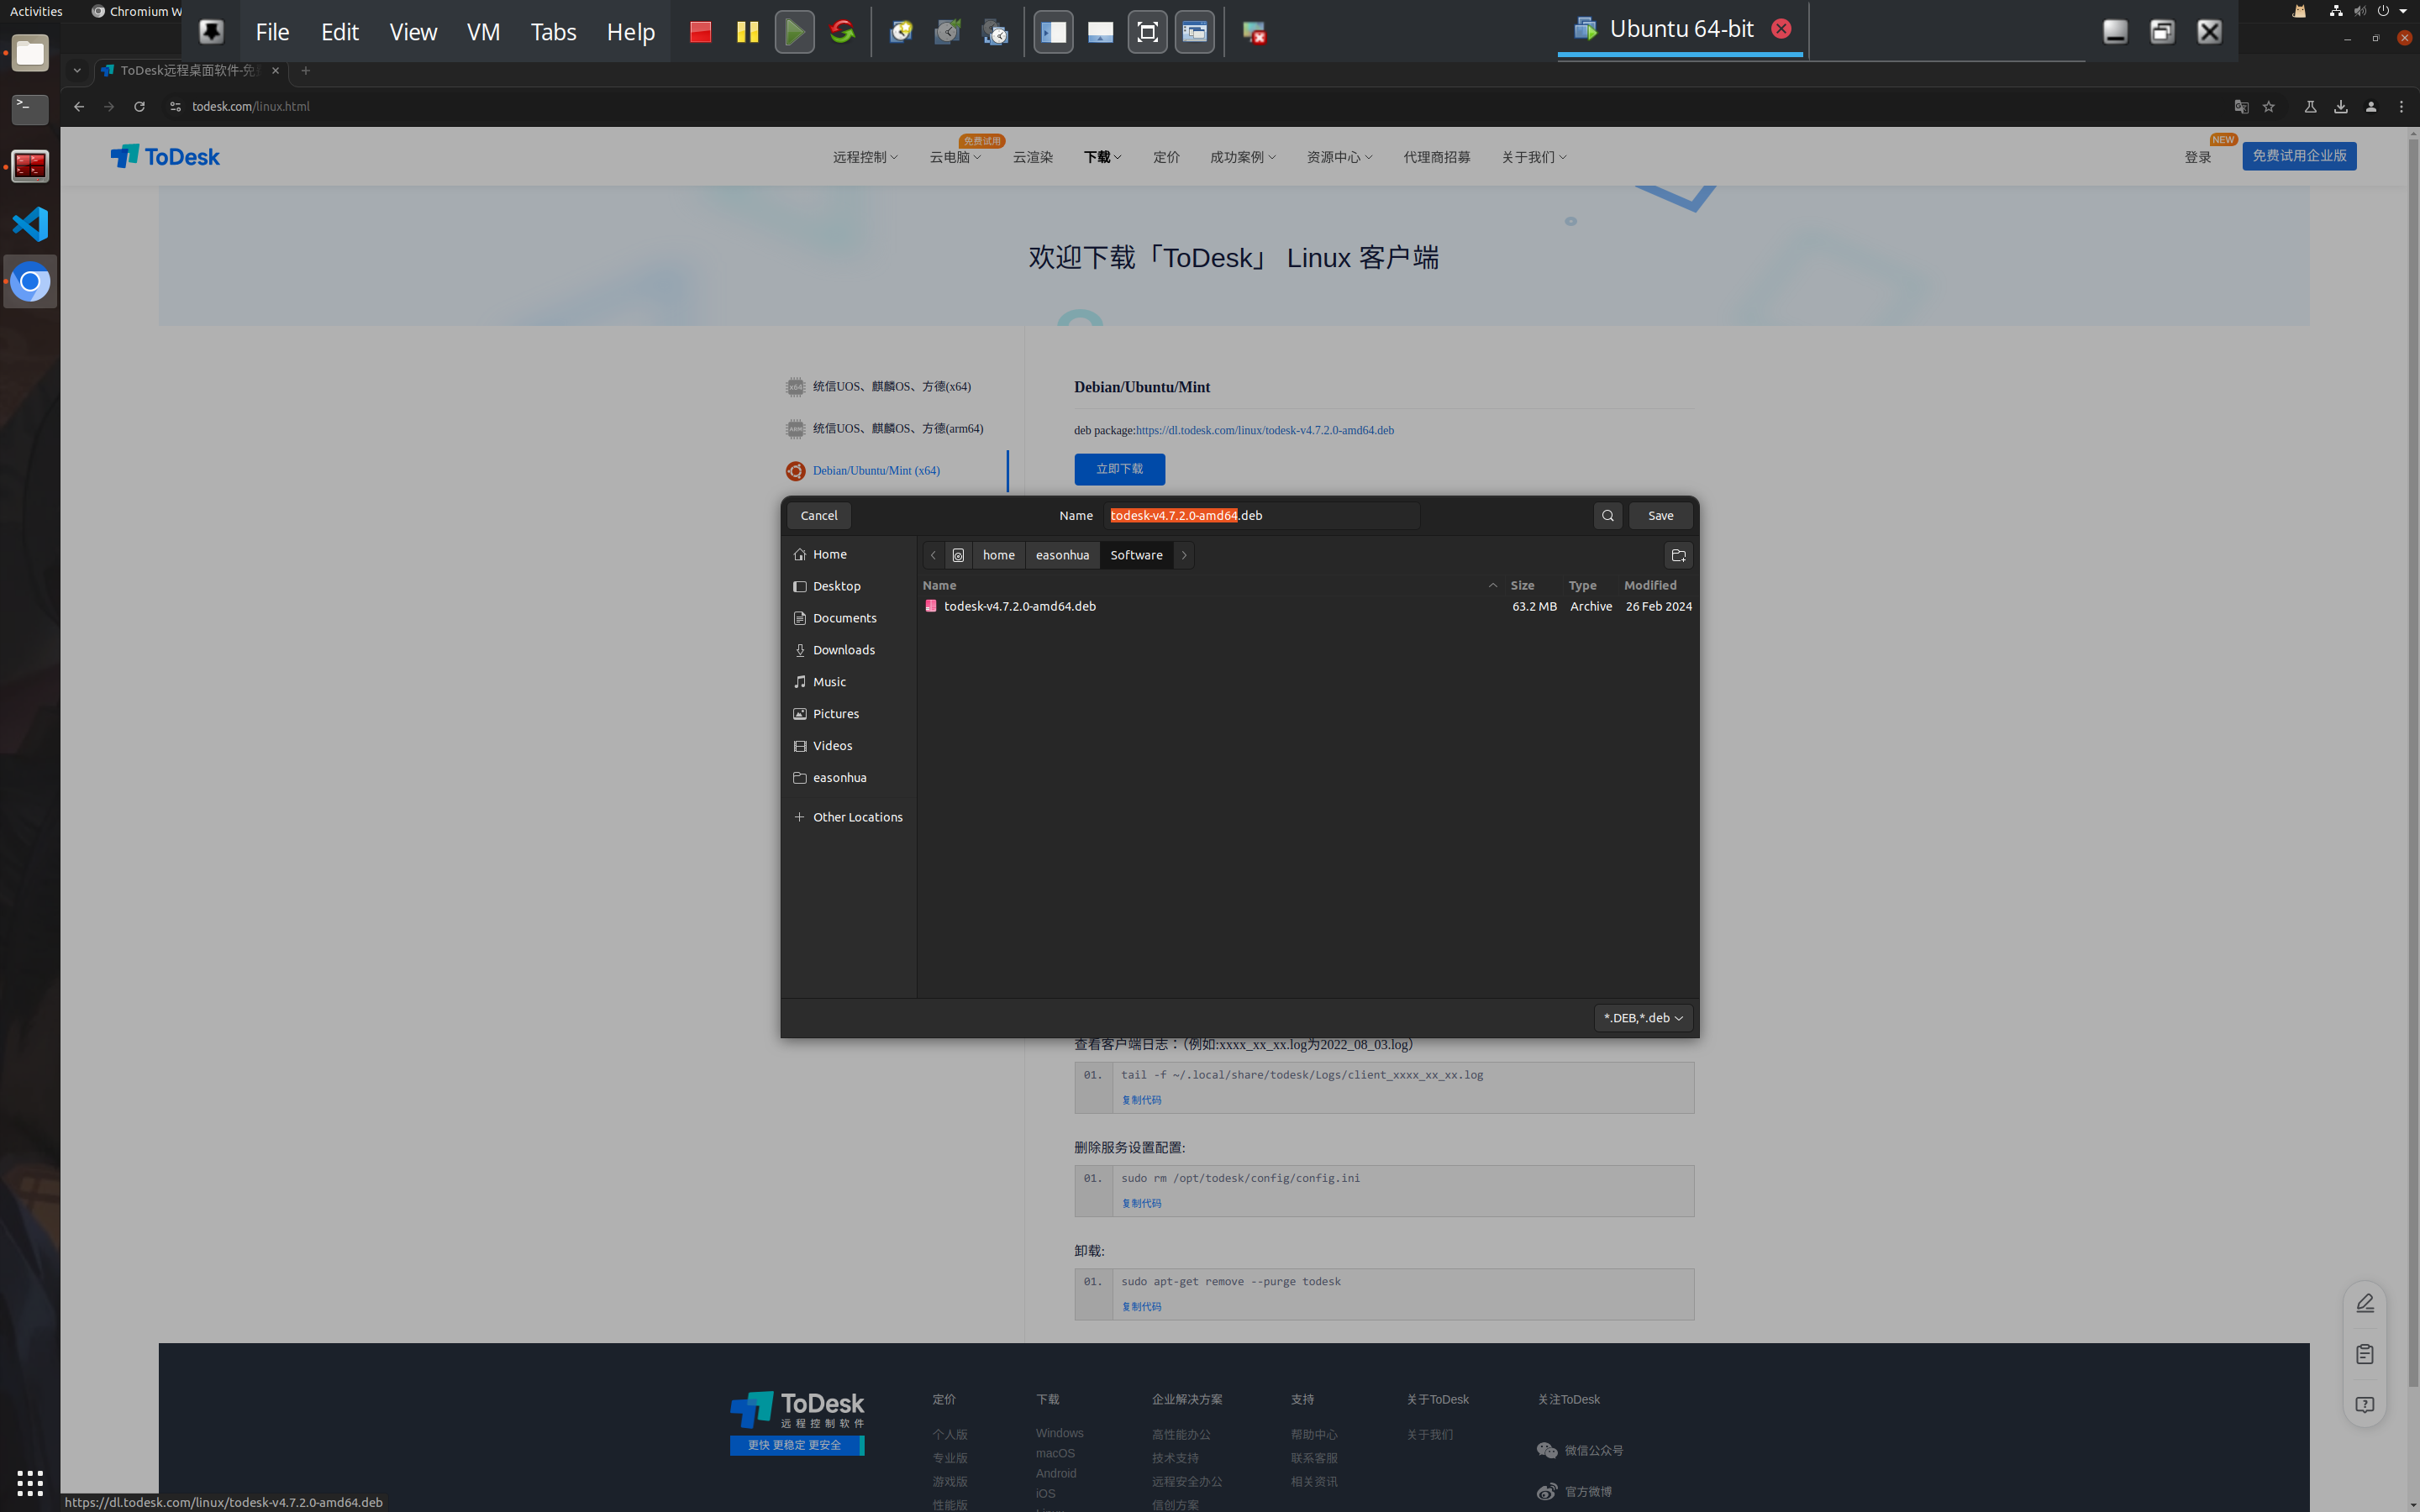 Activities
Chromium W
File Edit View VM Tabs Help
Ubuntu 64-bit
ToDesk远程桌面软件-免
todesk.com/linux.html
ToDesk
远程控制
免费试用
云电脑
云渲染
下载
定价
成功案例
资源中心
代理商招募
关于我们
NEW
登录
免费试用企业版
欢迎下载「ToDesk」 Linux 客户端
x64
统信UOS、麒麟OS、方德(x64)
ARM
统信UOS、麒麟OS、方德(arm64)
Debian/Ubuntu/Mint (x64)
Debian/Ubuntu/Mint
deb package:https://dl.todesk.com/linux/todesk-v4.7.2.0-amd64.deb
立即下载
Cancel
Name
todesk-v4.7.2.0-amd64.deb
Save
Home
Desktop
Documents
Downloads
Music
Pictures
Videos
easonhua
Other Locations
home easonhua Software
Name Size Type Modified
todesk-v4.7.2.0-amd64.deb 63.2 MB Archive 26 Feb 2024
*.DEB,*.deb
查看客户端日志：(例如:xxxx_xx_xx.log为2022_08_03.log)
01. tail -f ~/.local/share/todesk/Logs/client_xxxx_xx_xx.log
复制代码
删除服务设置配置:
01. sudo rm /opt/todesk/config/config.ini
复制代码
卸载:
01. sudo apt-get remove --purge todesk
复制代码
ToDesk
远程控制软件
更快 更稳定 更安全
定价
个人版
专业版
游戏版
性能版
下载
Windows
macOS
Android
iOS
Linux
企业解决方案
高性能办公
技术支持
远程安全办公
信创方案
支持
帮助中心
联系客服
相关资讯
关于ToDesk
关于我们
关注ToDesk
微信公众号
官方微博
https://dl.todesk.com/linux/todesk-v4.7.2.0-amd64.deb